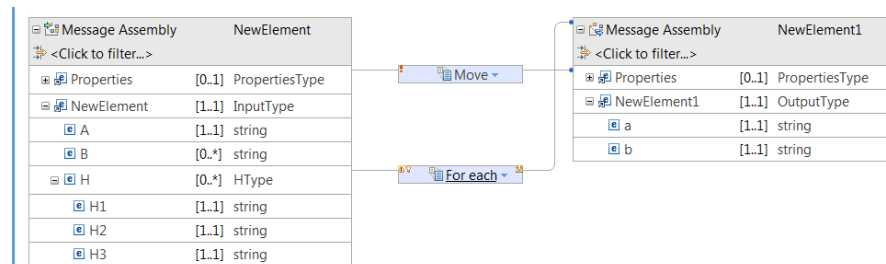 Message Assembly NewElement
<Click to filter...>
Properties [0..1] PropertiesType
NewElement [1..1] InputType
e A [1..1] string
e B [0..*] string
e H [0..*] HType
e H1 [1..1] string
e H2 [1..1] string
e H3 [1..1] string
Move
For each
Message Assembly NewElement1
<Click to filter...>
Properties [0..1] PropertiesType
NewElement1 [1..1] OutputType
e a [1..1] string
e b [1..1] string